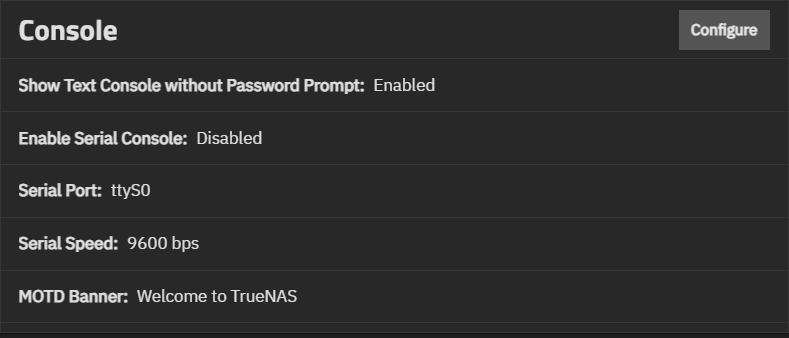 Console
Configure
Show Text Console without Password Prompt: Enabled
Enable Serial Console: Disabled
Serial Port: ttyS0
Serial Speed: 9600 bps
MOTD Banner: Welcome to TrueNAS